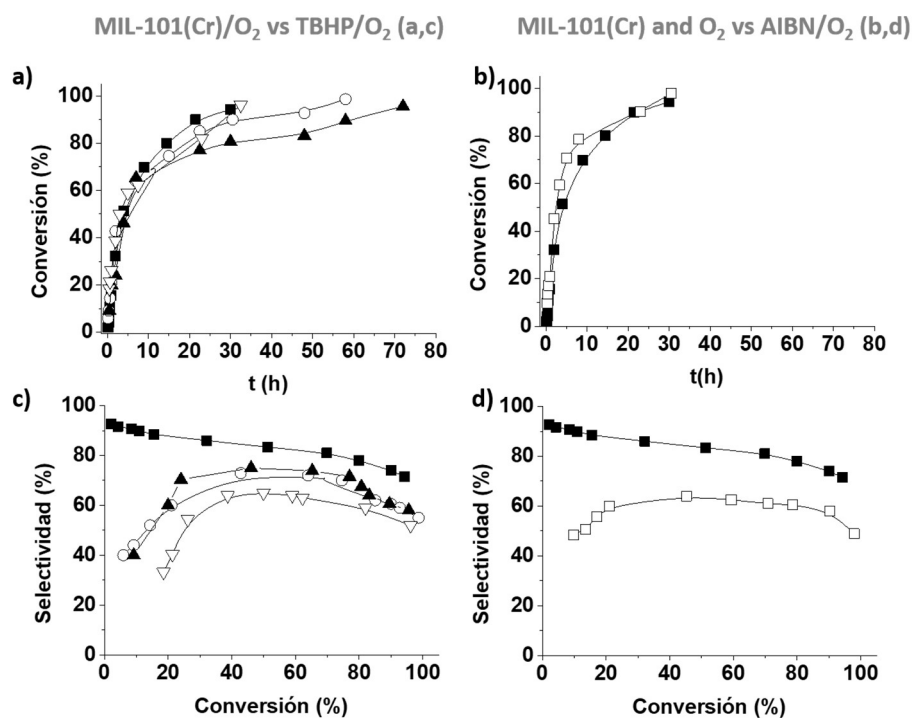 MIL-101(Cr)/O₂ vs TBHP/O₂ (a,c)
MIL-101(Cr) and O₂ vs AIBN/O₂ (b,d)
a)
100
80
60
40
20
0
Conversión (%)
0 10 20 30 40 50 60 70 80
t (h)
b)
100
80
60
40
20
0
Conversión (%)
0 10 20 30 40 50 60 70 80
t(h)
c)
100
80
60
40
20
0
Selectividad (%)
0 20 40 60 80 100
Conversión (%)
d)
100
80
60
40
20
0
Selectividad (%)
0 20 40 60 80 100
Conversión (%)